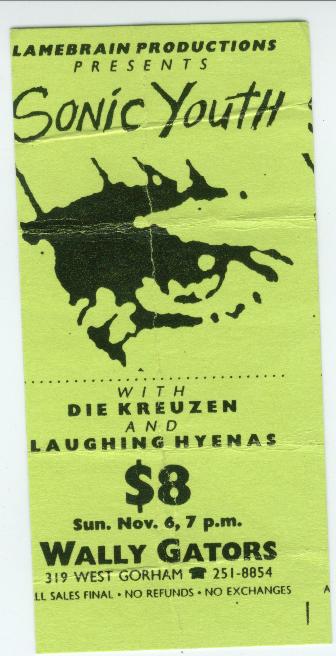 LAMEBRAIN PRODUCTIONS
PRESENTS
SONIC YOUTH
WITH
DIE KREUZEN
AND
LAUGHING HYENAS
$8
Sun. Nov. 6, 7 p.m.
WALLY GATORS
319 WEST GORHAM ☎ 251-8854
LL SALES FINAL • NO REFUNDS • NO EXCHANGES